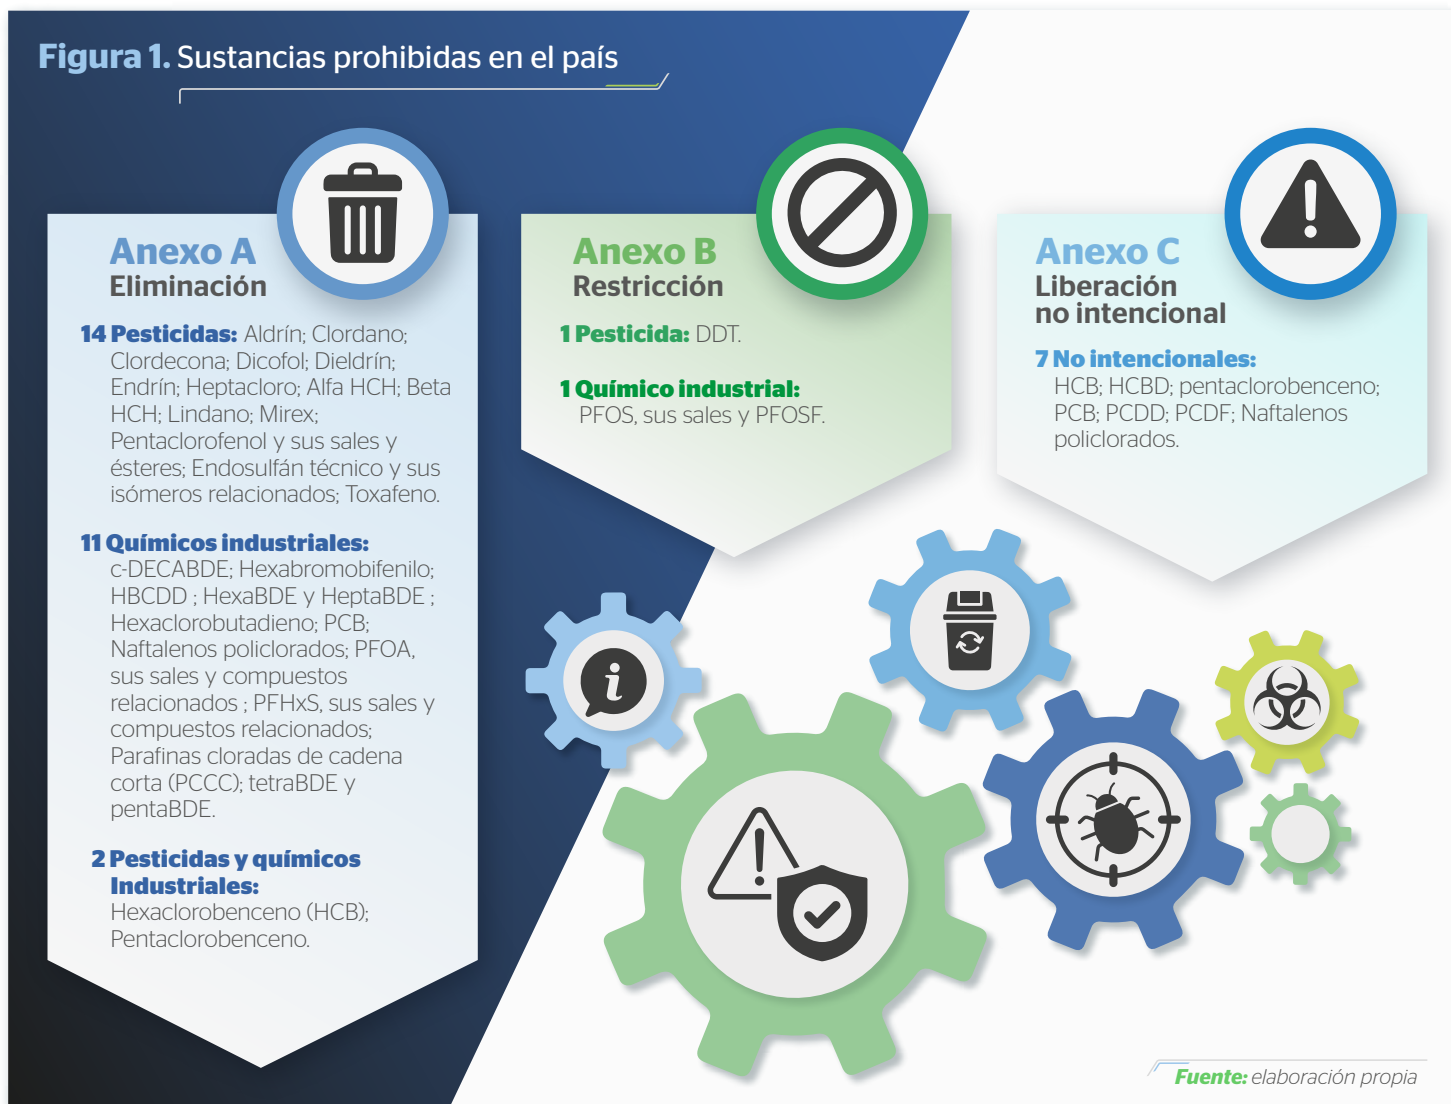 Figura 1. Sustancias prohibidas en el país
Anexo A
Eliminación
14 Pesticidas: Aldrín; Clordano;
Clordecona; Dicofol; Dieldrín;
Endrín; Heptacloro; Alfa HCH; Beta
HCH; Lindano; Mirex;
Pentaclorofenol y sus sales y
ésteres; Endosulfán técnico y sus
isómeros relacionados; Toxafeno.
11 Químicos industriales:
c-DECABDE; Hexabromobifenilo;
HBCDD ; HexaBDE y HeptaBDE ;
Hexaclorobutadieno; PCB;
Naftalenos policlorados; PFOA,
sus sales y compuestos
relacionados ; PFHxS, sus sales y
compuestos relacionados;
Parafinas cloradas de cadena
corta (PCCC); tetraBDE y
pentaBDE.
2 Pesticidas y químicos
Industriales:
Hexaclorobenceno (HCB);
Pentaclorobenceno.
Anexo B
Restricción
1 Pesticida: DDT.
1 Químico industrial:
PFOS, sus sales y PFOSF.
Anexo C
Liberación
no intencional
7 No intencionales:
HCB; HCBD; pentaclorobenceno;
PCB; PCDD; PCDF; Naftalenos
policlorados.
i
Fuente: elaboración propia